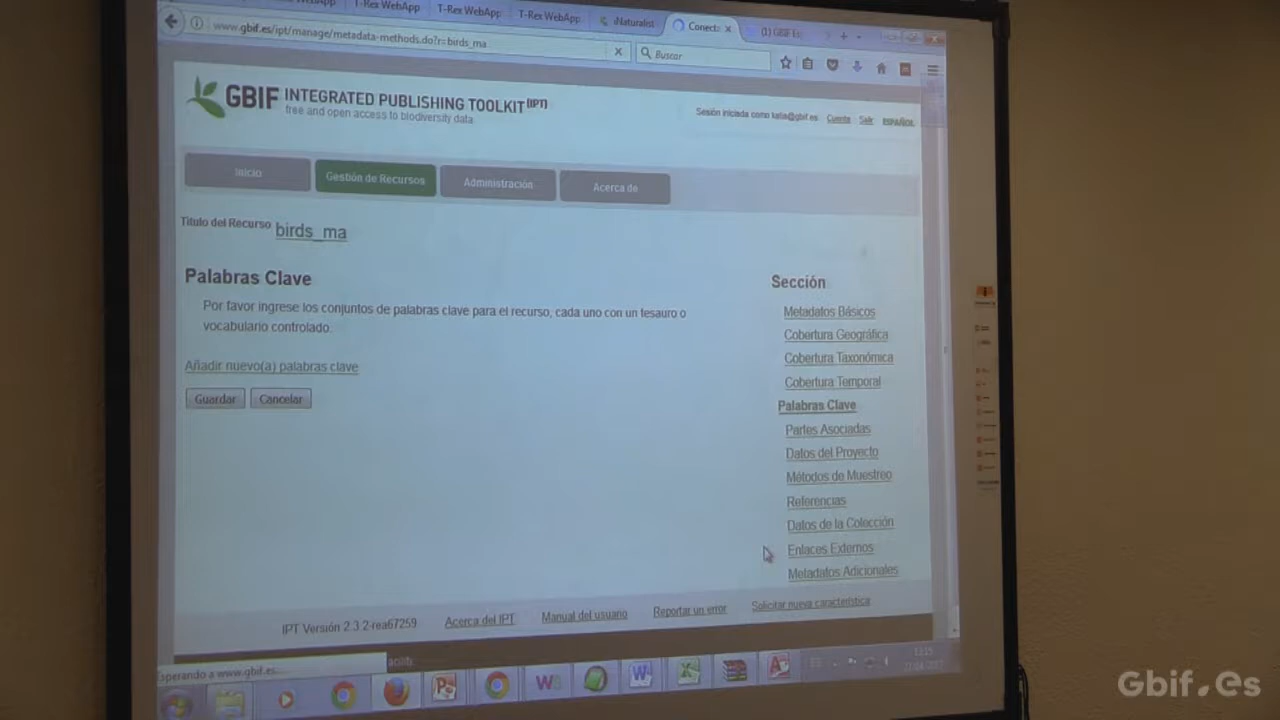 T-Rex WebApp
T-Rex WebApp
T-Rex WebApp
iNaturalist
(1) GBIF Es
www.gbif.es/ipt/manage/metadata-methods.do?r=birds_ma
Buscar
GBIF INTEGRATED PUBLISHING TOOLKIT (IPT)
free and open access to biodiversity data
Sesión iniciada como katia@gbif.es Cuenta Salir ESPAÑOL
Inicio
Gestión de Recursos
Administración
Acerca de
Título del Recurso birds_ma
Palabras Clave
Por favor ingrese los conjuntos de palabras clave para el recurso, cada uno con un tesauro o
vocabulario controlado.
Añadir nuevo(a) palabras clave
Guardar Cancelar
Sección
Metadatos Básicos
Cobertura Geográfica
Cobertura Taxonómica
Cobertura Temporal
Palabras Clave
Partes Asociadas
Datos del Proyecto
Métodos de Muestreo
Referencias
Datos de la Colección
Enlaces Externos
Metadatos Adicionales
IPT Versión 2.3.2-rea67259 Acerca del IPT Manual del usuario Reportar un error Solicitar nueva característica
Gbif.es